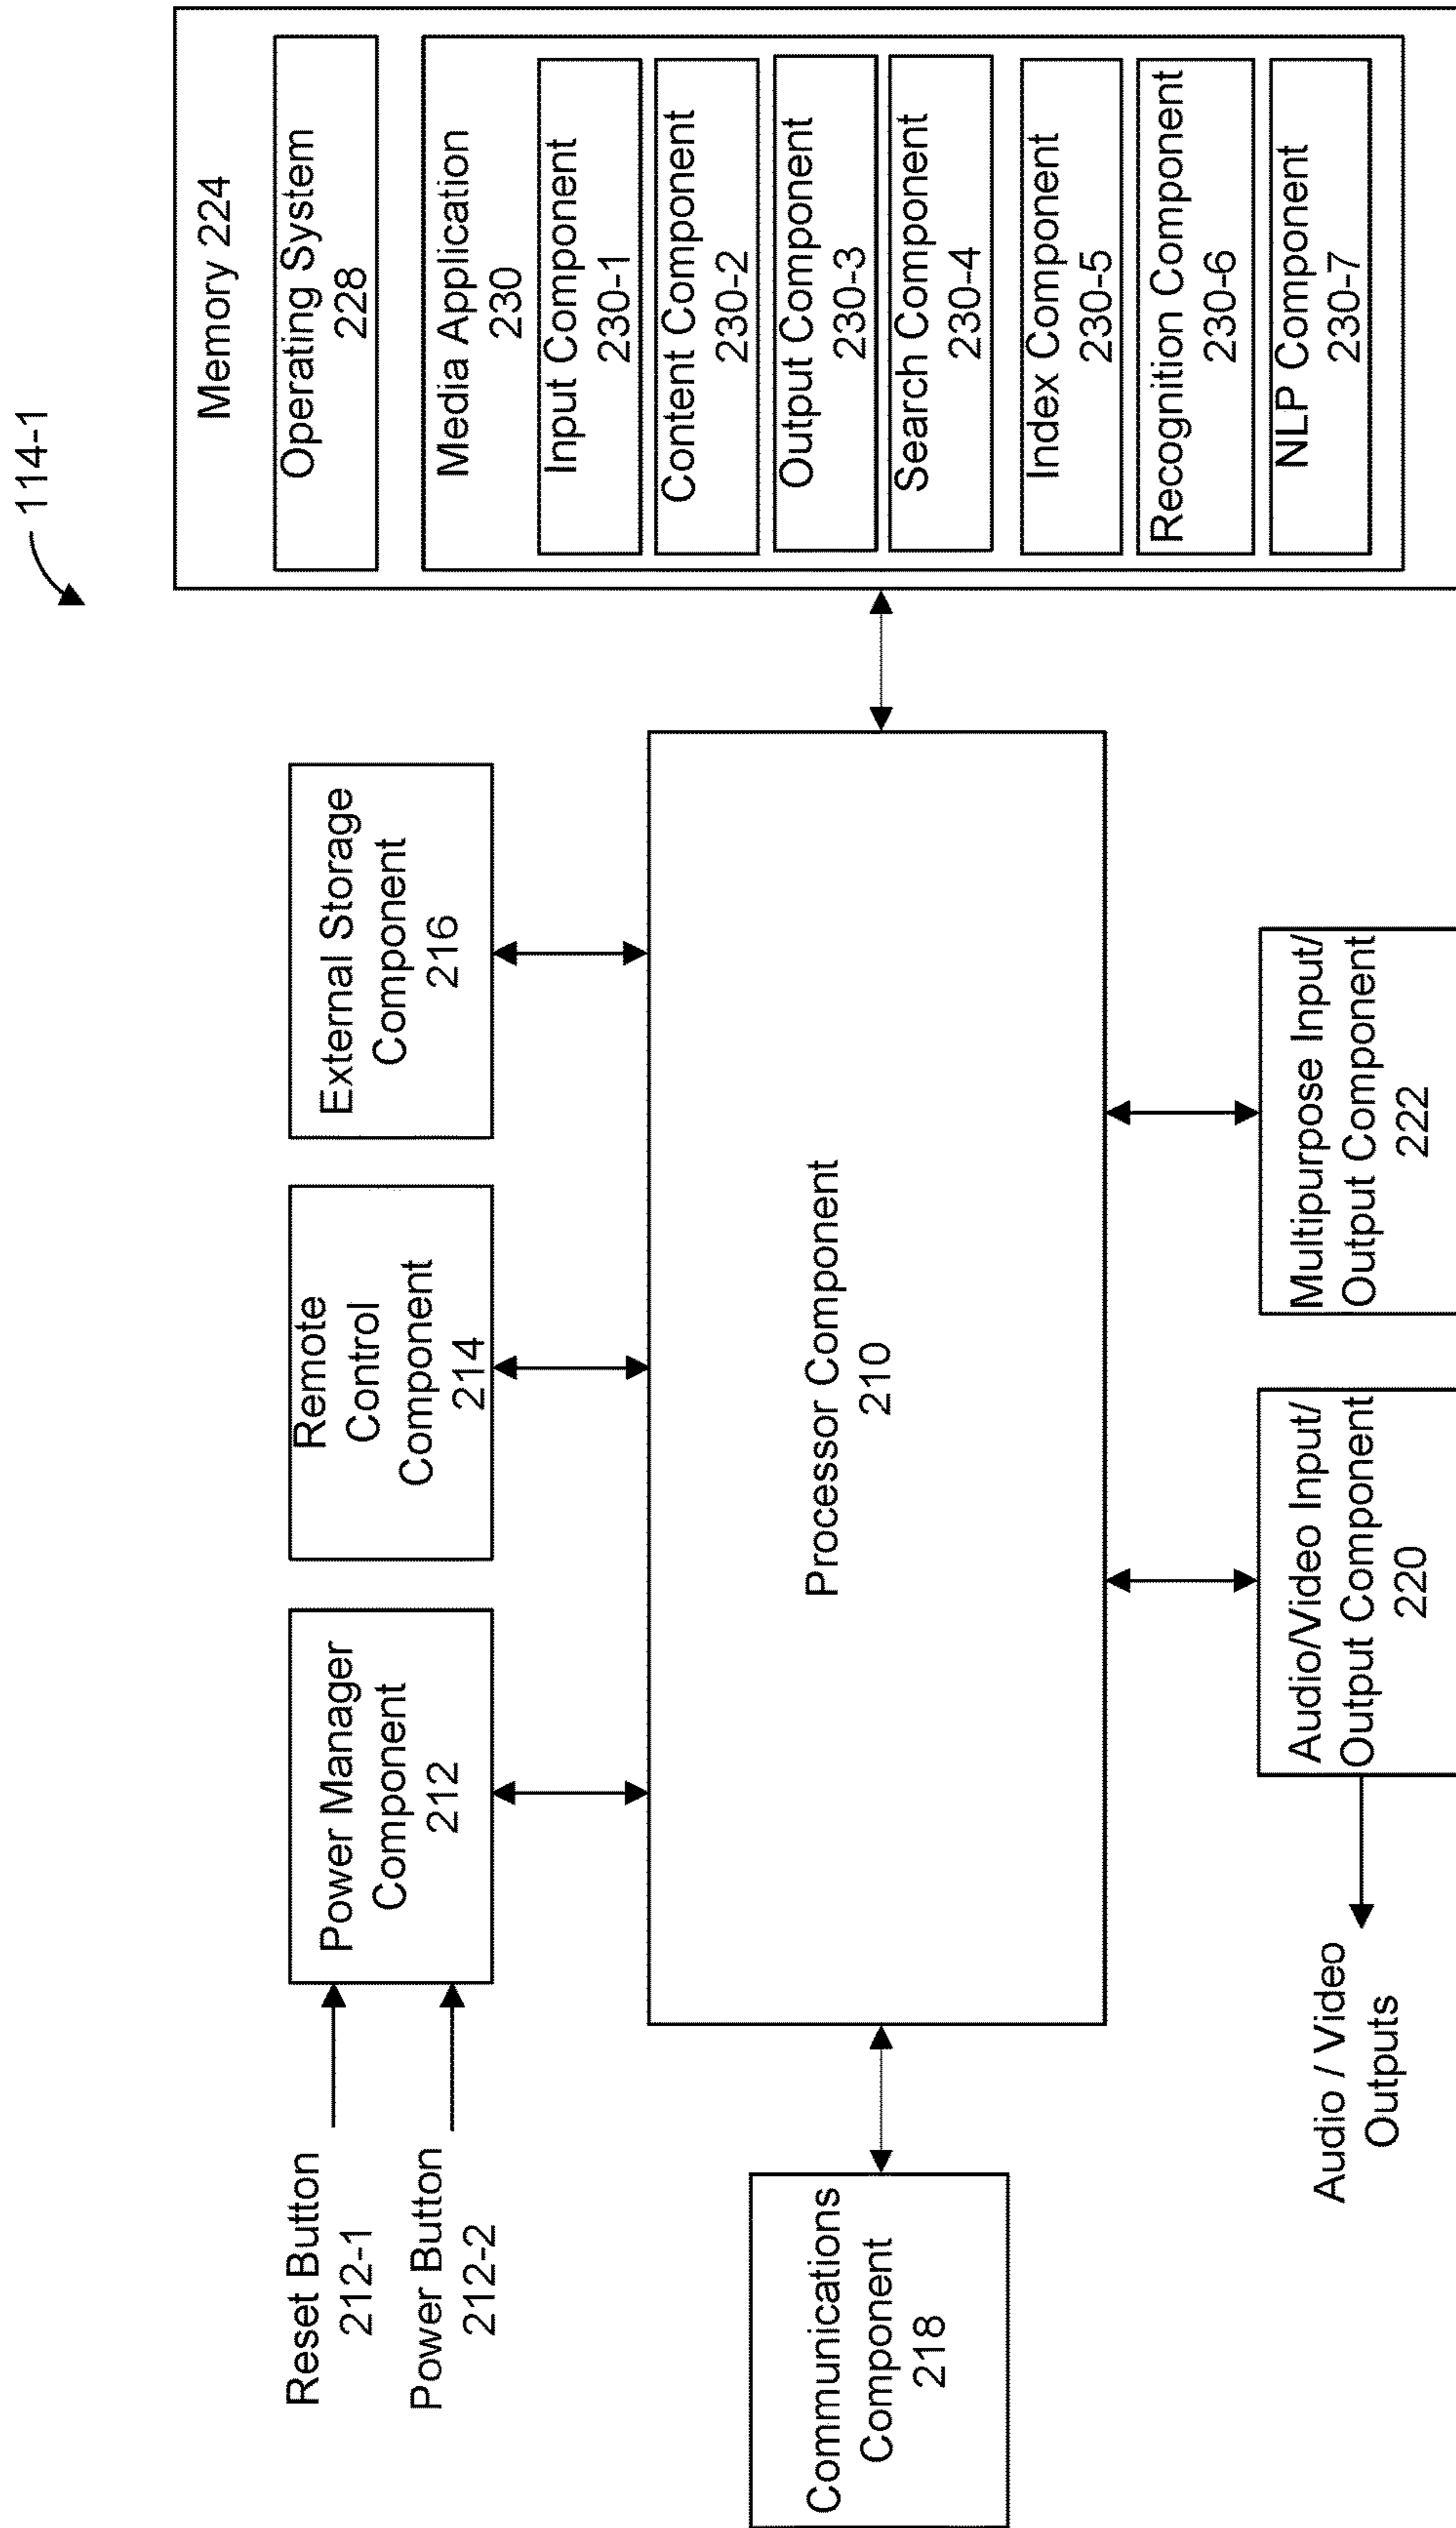 114-1
Reset Button
212-1
Power Button
212-2
Power Manager
Component
212
Remote
Control
Component
214
External Storage
Component
216
Communications
Component
218
Processor Component
210
Audio/Video Input/
Output Component
220
Multipurpose Input/
Output Component
222
Audio / Video
Outputs
Memory 224
Operating System
228
Media Application
230
Input Component
230-1
Content Component
230-2
Output Component
230-3
Search Component
230-4
Index Component
230-5
Recognition Component
230-6
NLP Component
230-7